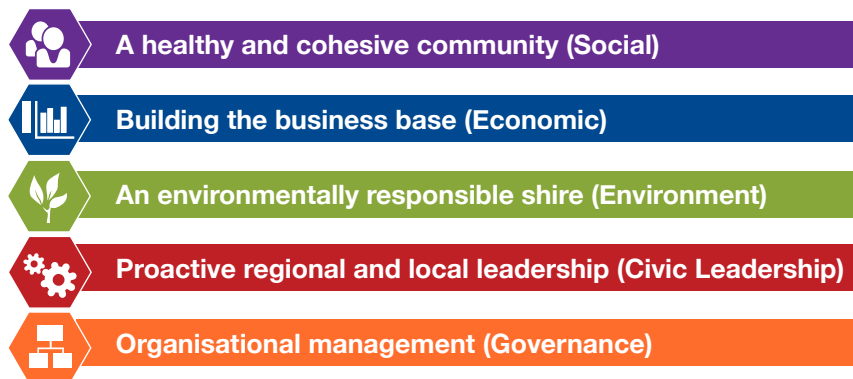 A healthy and cohesive community (Social)
Building the business base (Economic)
An environmentally responsible shire (Environment)
Proactive regional and local leadership (Civic Leadership)
Organisational management (Governance)